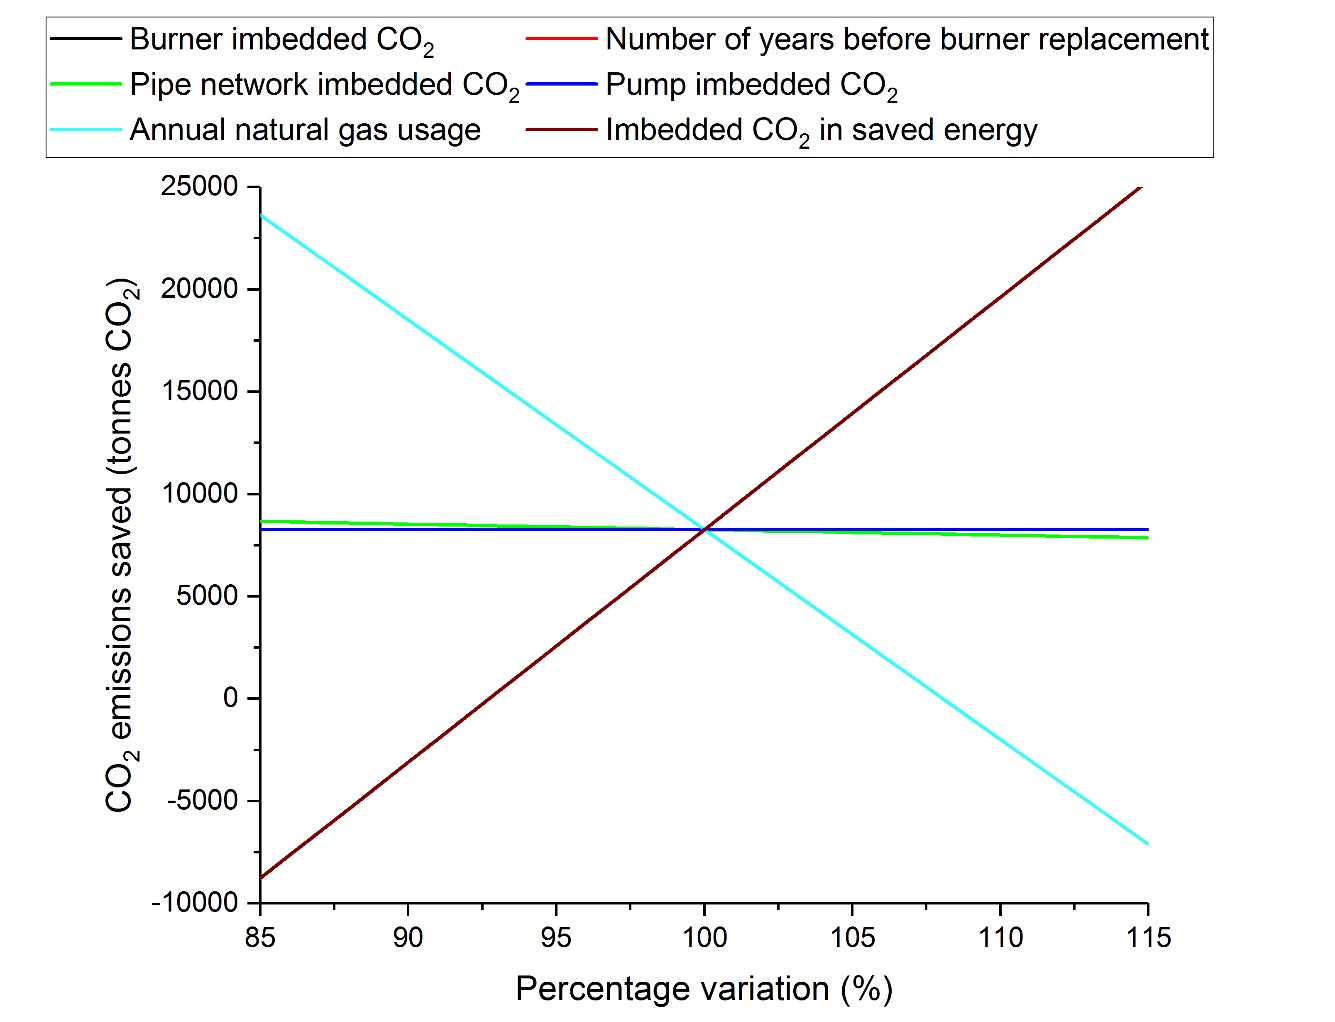 Burner imbedded CO₂ Number of years before burner replacement
Pipe network imbedded CO₂ Pump imbedded CO₂
Annual natural gas usage Imbedded CO₂ in saved energy
25000
20000
15000
10000
5000
0
-5000
-10000
CO₂ emissions saved (tonnes CO₂)
85 90 95 100 105 110 115
Percentage variation (%)